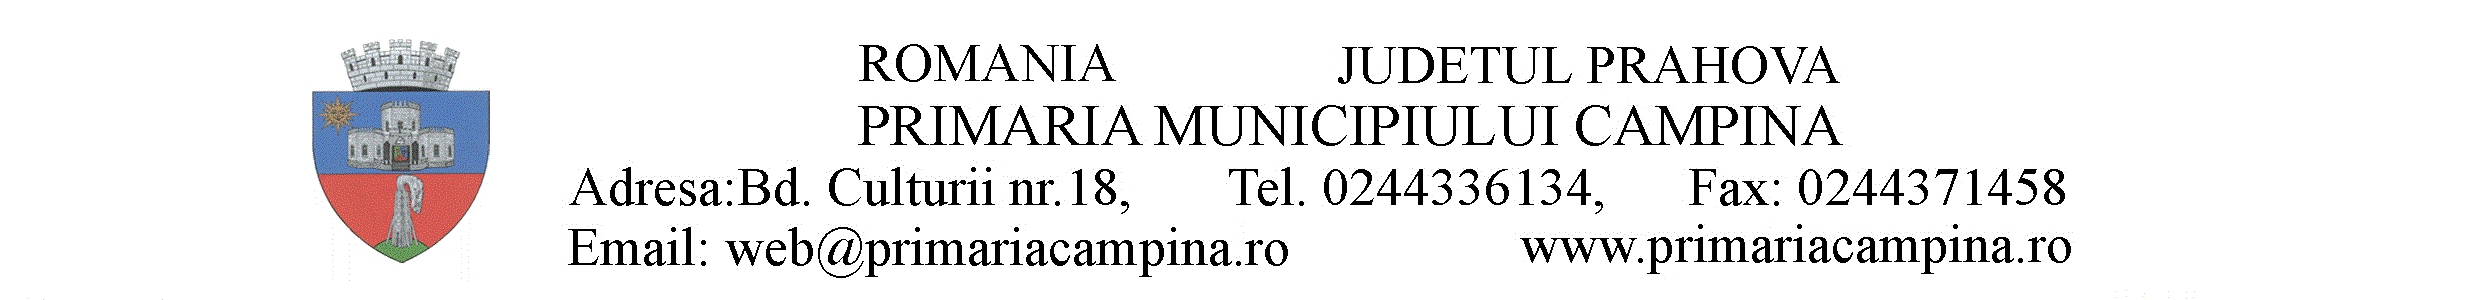 ROMANIA JUDETUL PRAHOVA
PRIMARIA MUNICIPIULUI CAMPINA
Adresa:Bd. Culturii nr.18, Tel. 0244336134, Fax: 0244371458
Email: web@primariacampina.ro www.primariacampina.ro